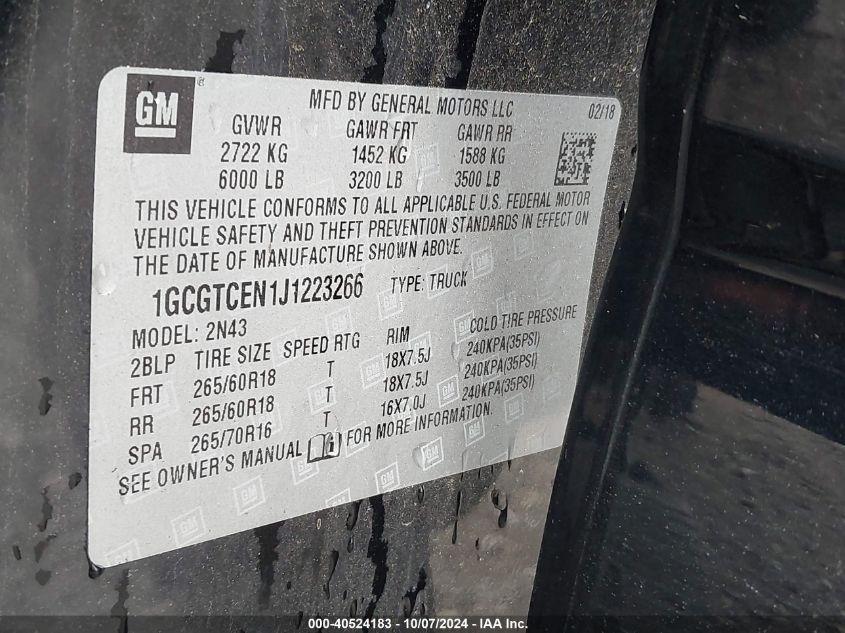 GM
®
MFD BY GENERAL MOTORS LLC 02/18
GVWR GAWR FRT GAWR RR
2722 KG 1452 KG 1588 KG
6000 LB 3200 LB 3500 LB
THIS VEHICLE CONFORMS TO ALL APPLICABLE U.S. FEDERAL MOTOR
VEHICLE SAFETY AND THEFT PREVENTION STANDARDS IN EFFECT ON
THE DATE OF MANUFACTURE SHOWN ABOVE.
1GCGTCEN1J1223266 TYPE: TRUCK
MODEL: 2N43
2BLP TIRE SIZE SPEED RTG RIM COLD TIRE PRESSURE
FRT 265/60R18 T 18X7.5J 240KPA(35PSI)
RR 265/60R18 T 18X7.5J 240KPA(35PSI)
SPA 265/70R16 T 16X7.0J 240KPA(35PSI)
SEE OWNER'S MANUAL FOR MORE INFORMATION.
000-40524183 - 10/07/2024 - IAA Inc.